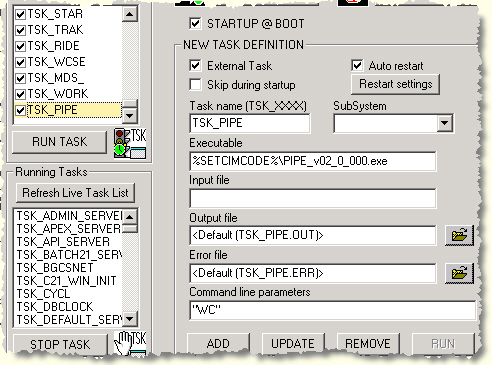 TSK_STAR
TSK_TRAK
TSK_RIDE
TSK_WCSE
TSK_MDS_
TSK_WORK
TSK_PIPE
RUN TASK
TSK
Running Tasks
Refresh Live Task List
TSK_ADMIN_SERVE
TSK_APEX_SERVER
TSK_API_SERVER
TSK_BATCH21_SERV
TSK_BGCSNET
TSK_C21_WIN_INIT
TSK_CYCL
TSK_DBCLOCK
TSK_DEFAULT_SERV
STOP TASK
TSK
STARTUP @ BOOT
NEW TASK DEFINITION
External Task
Auto restart
Skip during startup
Restart settings
Task name (TSK_XXXX)
SubSystem
TSK_PIPE
Executable
%SETCIMCODE%\PIPE_v02_0_000.exe
Input file
Output file
<Default (TSK_PIPE.OUT)>
Error file
<Default (TSK_PIPE.ERR)>
Command line parameters
"WC"
ADD
UPDATE
REMOVE
RUN